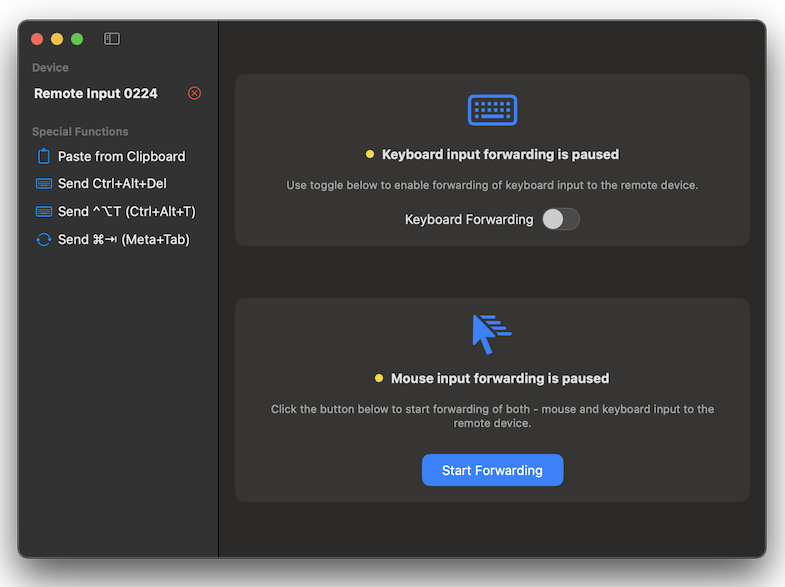 Device
Remote Input 0224
Special Functions
Paste from Clipboard
Send Ctrl+Alt+Del
Send ^⌥T (Ctrl+Alt+T)
Send ⌘⇥ (Meta+Tab)
Keyboard input forwarding is paused
Use toggle below to enable forwarding of keyboard input to the remote device.
Keyboard Forwarding
Mouse input forwarding is paused
Click the button below to start forwarding of both - mouse and keyboard input to the
remote device.
Start Forwarding